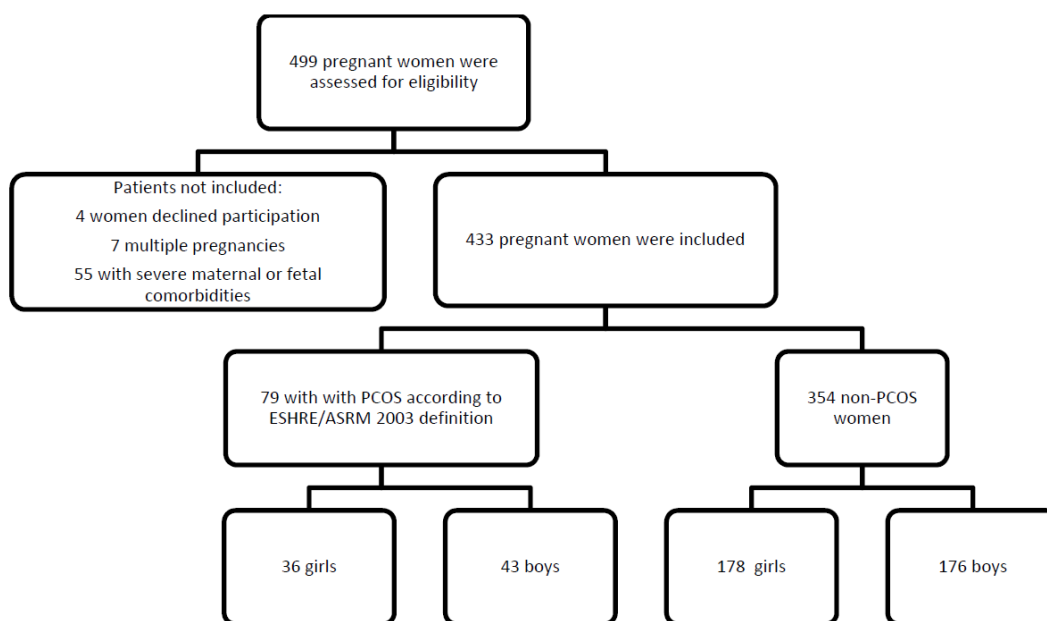 499 pregnant women were
assessed for eligibility
Patients not included:
4 women declined participation
7 multiple pregnancies
55 with severe maternal or fetal
comorbidities
433 pregnant women were included
79 with with PCOS according to
ESHRE/ASRM 2003 definition
354 non-PCOS
women
36 girls
43 boys
178  girls
176 boys